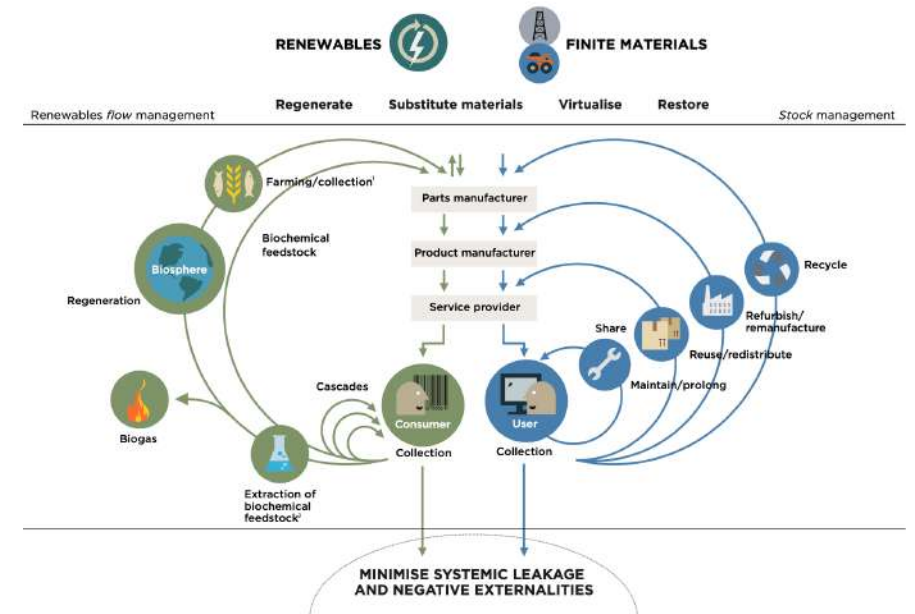 RENEWABLES
FINITE MATERIALS
Regenerate
Substitute materials
Virtualise
Restore
Renewables flow management
Stock management
Farming/collection¹
Parts manufacturer
Biochemical
feedstock
Product manufacturer
Biosphere
Recycle
Regeneration
Service provider
Refurbish/
remanufacture
Share
Reuse/redistribute
Maintain/prolong
Cascades
Consumer
User
Biogas
Collection
Collection
Extraction of
biochemical
feedstock²
MINIMISE SYSTEMIC LEAKAGE
AND NEGATIVE EXTERNALITIES